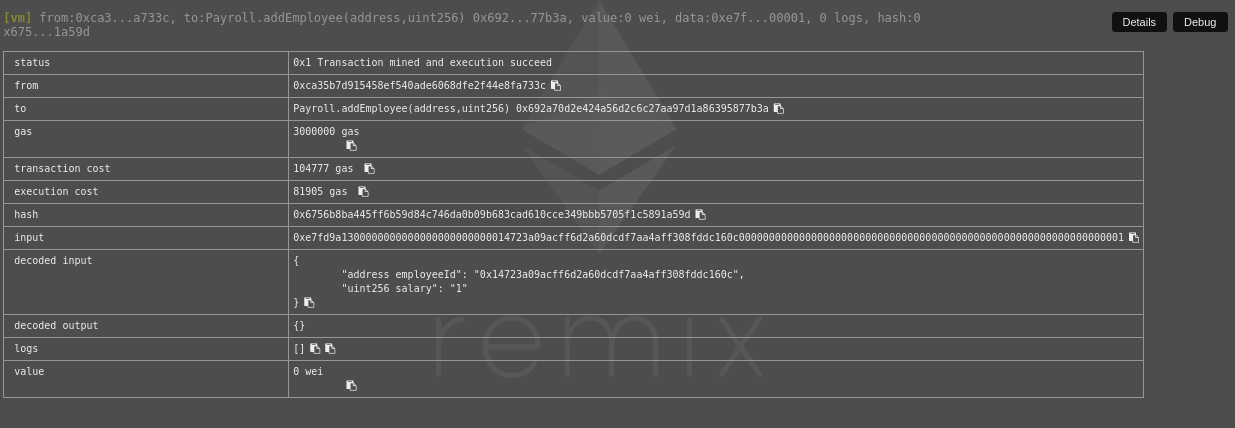 [vm] from:0xca3...a733c, to:Payroll.addEmployee(address,uint256) 0x692...77b3a, value:0 wei, data:0xe7f...00001, 0 logs, hash:0
x675...1a59d
Details
Debug
status 0x1 Transaction mined and execution succeed
from 0xca35b7d915458ef540ade6068dfe2f44e8fa733c
to Payroll.addEmployee(address,uint256) 0x692a70d2e424a56d2c6c27aa97d1a86395877b3a
gas 3000000 gas
transaction cost 104777 gas
execution cost 81905 gas
hash 0x6756b8ba445ff6b59d84c746da0b09b683cad610cce349bbb5705f1c5891a59d
input 0xe7fd9a1300000000000000000000000014723a09acff6d2a60dcdf7aa4aff308fddc160c0000000000000000000000000000000000000000000000000000000000000001
decoded input {
"address employeeId": "0x14723a09acff6d2a60dcdf7aa4aff308fddc160c",
"uint256 salary": "1"
}
decoded output {}
logs []
value 0 wei
remix